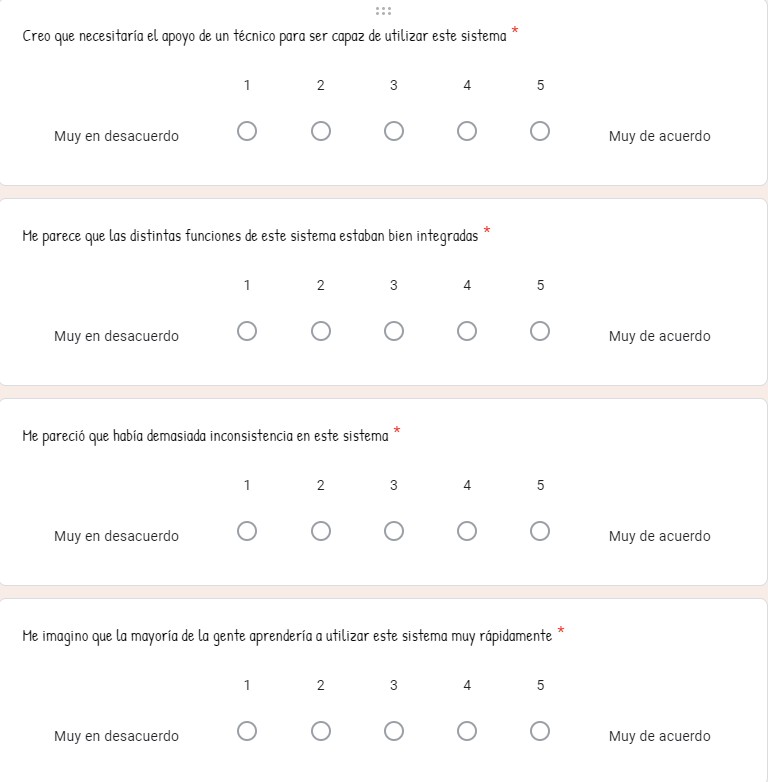 Creo que necesitaría el apoyo de un técnico para ser capaz de utilizar este sistema *
1 2 3 4 5
Muy en desacuerdo Muy de acuerdo
Me parece que las distintas funciones de este sistema estaban bien integradas *
1 2 3 4 5
Muy en desacuerdo Muy de acuerdo
Me pareció que había demasiada inconsistencia en este sistema *
1 2 3 4 5
Muy en desacuerdo Muy de acuerdo
Me imagino que la mayoría de la gente aprendería a utilizar este sistema muy rápidamente *
1 2 3 4 5
Muy en desacuerdo Muy de acuerdo